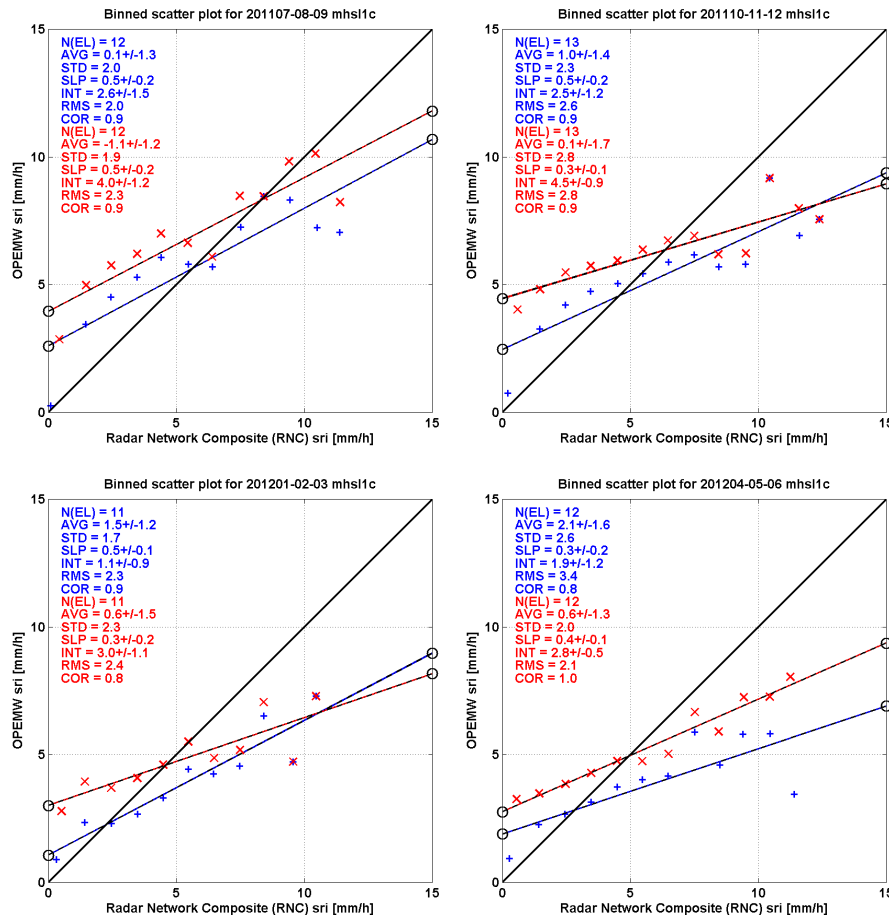 Binned scatter plot for 201107-08-09 mhsl1c
15
N(EL) = 12
AVG = 0.1+/-1.3
STD = 2.0
SLP = 0.5+/-0.2
INT = 2.6+/-1.5
RMS = 2.0
COR = 0.9
N(EL) = 12
AVG = -1.1+/-1.2
STD = 1.9
SLP = 0.5+/-0.2
INT = 4.0+/-1.2
RMS = 2.3
COR = 0.9
10
5
0
OPEMW sri [mm/h]
0 5 10 15
Radar Network Composite (RNC) sri [mm/h]
Binned scatter plot for 201110-11-12 mhsl1c
15
N(EL) = 13
AVG = 1.0+/-1.4
STD = 2.3
SLP = 0.5+/-0.2
INT = 2.5+/-1.2
RMS = 2.6
COR = 0.9
N(EL) = 13
AVG = 0.1+/-1.7
STD = 2.8
SLP = 0.3+/-0.1
INT = 4.5+/-0.9
RMS = 2.8
COR = 0.9
10
5
0
OPEMW sri [mm/h]
0 5 10 15
Radar Network Composite (RNC) sri [mm/h]
Binned scatter plot for 201201-02-03 mhsl1c
15
N(EL) = 11
AVG = 1.5+/-1.2
STD = 1.7
SLP = 0.5+/-0.1
INT = 1.1+/-0.9
RMS = 2.3
COR = 0.9
N(EL) = 11
AVG = 0.6+/-1.5
STD = 2.3
SLP = 0.3+/-0.2
INT = 3.0+/-1.1
RMS = 2.4
COR = 0.8
10
5
0
OPEMW sri [mm/h]
0 5 10 15
Radar Network Composite (RNC) sri [mm/h]
Binned scatter plot for 201204-05-06 mhsl1c
15
N(EL) = 12
AVG = 2.1+/-1.6
STD = 2.6
SLP = 0.3+/-0.2
INT = 1.9+/-1.2
RMS = 3.4
COR = 0.8
N(EL) = 12
AVG = 0.6+/-1.3
STD = 2.0
SLP = 0.4+/-0.1
INT = 2.8+/-0.5
RMS = 2.1
COR = 1.0
10
5
0
OPEMW sri [mm/h]
0 5 10 15
Radar Network Composite (RNC) sri [mm/h]